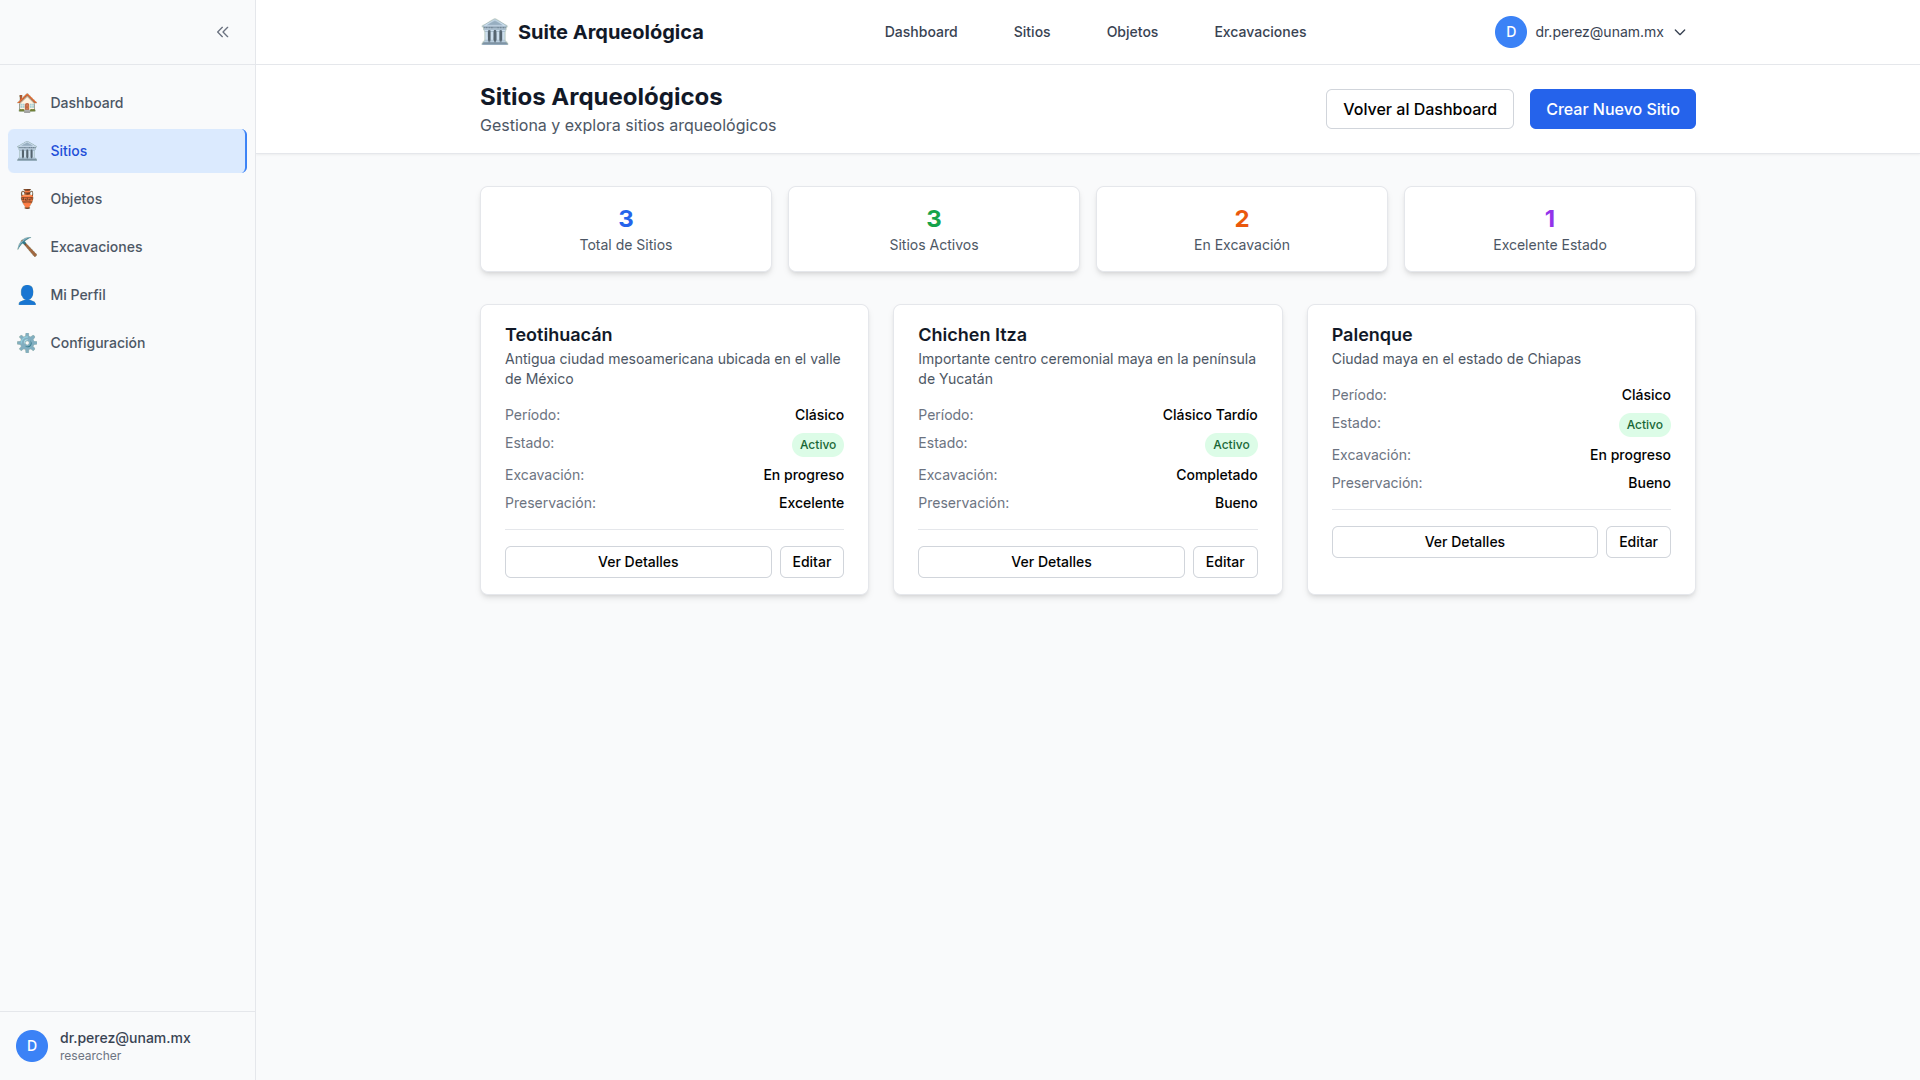 Suite Arqueológica
Dashboard
Sitios
Objetos
Excavaciones
D
dr.perez@unam.mx
Dashboard
Sitios
Objetos
Excavaciones
Mi Perfil
Configuración
D
dr.perez@unam.mx
researcher
Sitios Arqueológicos
Gestiona y explora sitios arqueológicos
Volver al Dashboard
Crear Nuevo Sitio
3
Total de Sitios
3
Sitios Activos
2
En Excavación
1
Excelente Estado
Teotihuacán
Antigua ciudad mesoamericana ubicada en el valle
de México
Período: Clásico
Estado: Activo
Excavación: En progreso
Preservación: Excelente
Ver Detalles
Editar
Chichen Itza
Importante centro ceremonial maya en la península
de Yucatán
Período: Clásico Tardío
Estado: Activo
Excavación: Completado
Preservación: Bueno
Ver Detalles
Editar
Palenque
Ciudad maya en el estado de Chiapas
Período: Clásico
Estado: Activo
Excavación: En progreso
Preservación: Bueno
Ver Detalles
Editar